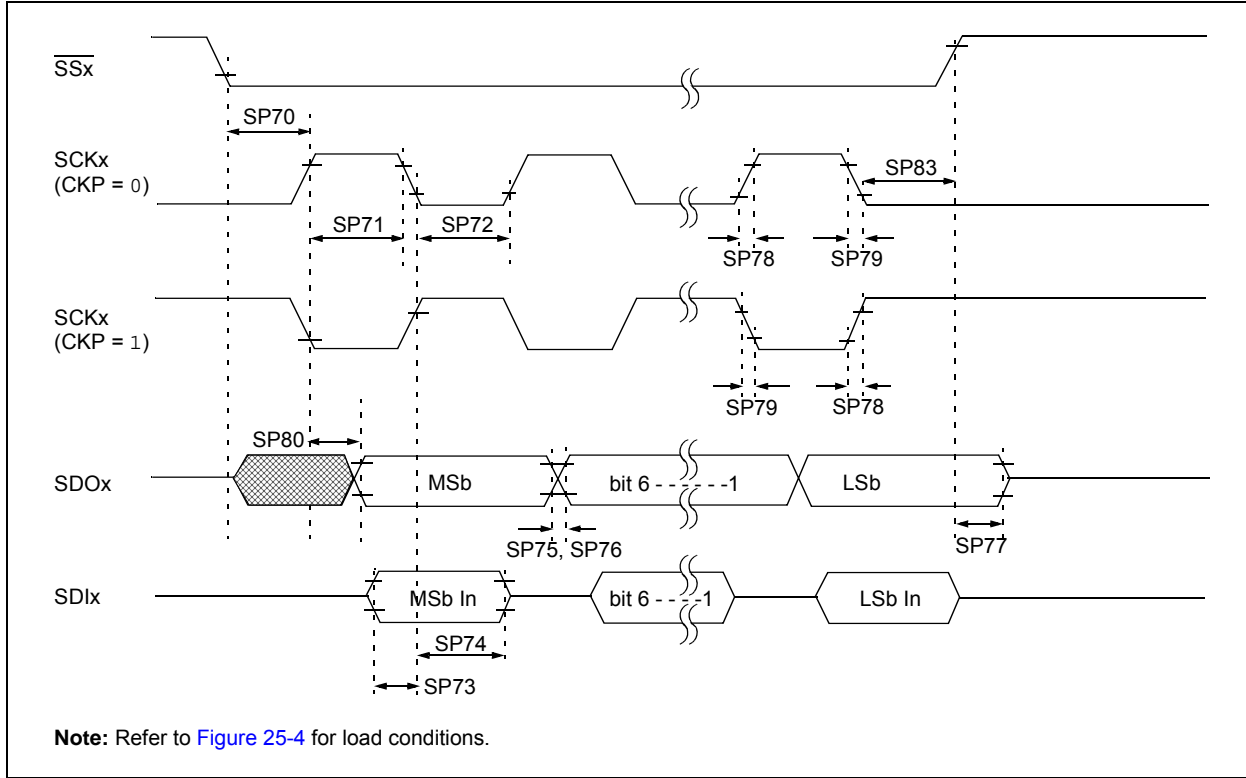 SSx
SP70
SCKx
(CKP = 0)
SP83
SP71
SP72
SP78
SP79
SCKx
(CKP = 1)
SP79
SP78
SP80
SDOx
MSb
bit 6 - - - - - - -1
LSb
SP75, SP76
SP77
SDIx
MSb In
bit 6 - - - -1
LSb In
SP74
SP73
Note: Refer to Figure 25-4 for load conditions.